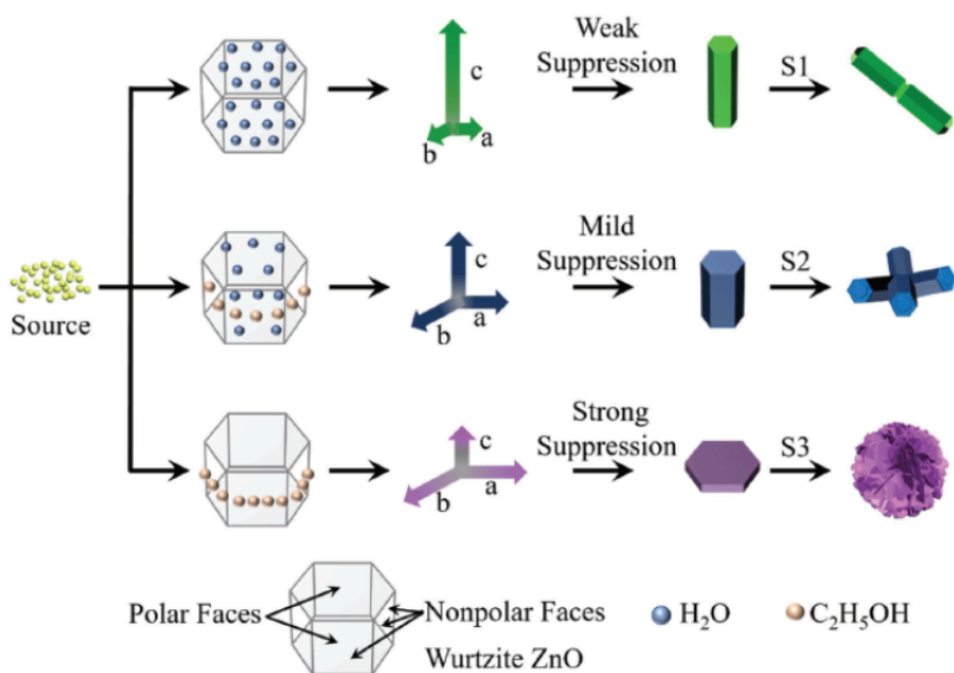 Weak
Suppression
S1
c
b
a
Mild
Suppression
S2
c
b
a
Source
Strong
Suppression
S3
c
b
a
Polar Faces
Nonpolar Faces
Wurtzite ZnO
H₂O
C₂H₅OH